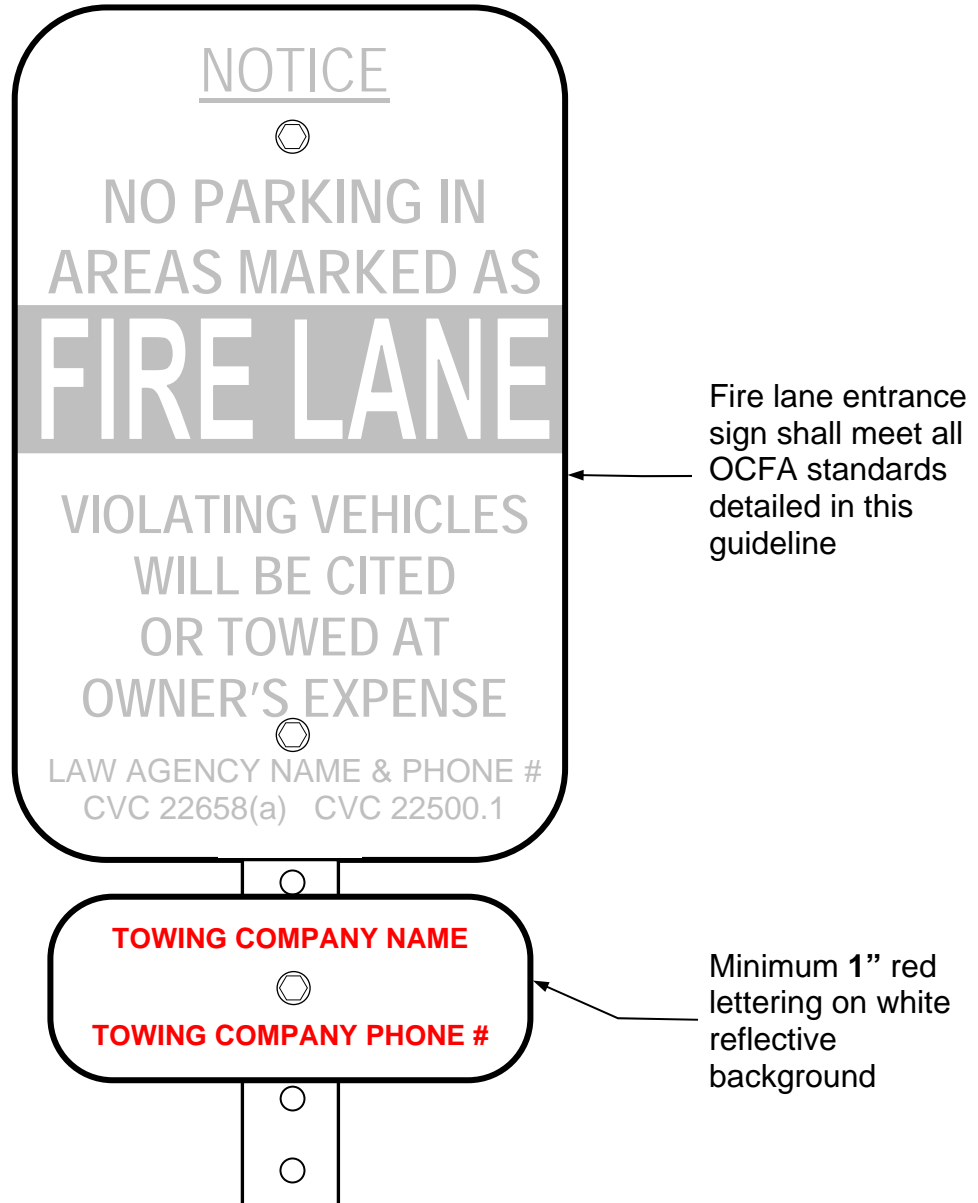 NOTICE
NO PARKING IN
AREAS MARKED AS
FIRE LANE
VIOLATING VEHICLES
WILL BE CITED
OR TOWED AT
OWNER'S EXPENSE
LAW AGENCY NAME & PHONE #
CVC 22658(a) CVC 22500.1
Fire lane entrance
sign shall meet all
OCFA standards
detailed in this
guideline
TOWING COMPANY NAME
TOWING COMPANY PHONE #
Minimum 1” red
lettering on white
reflective
background